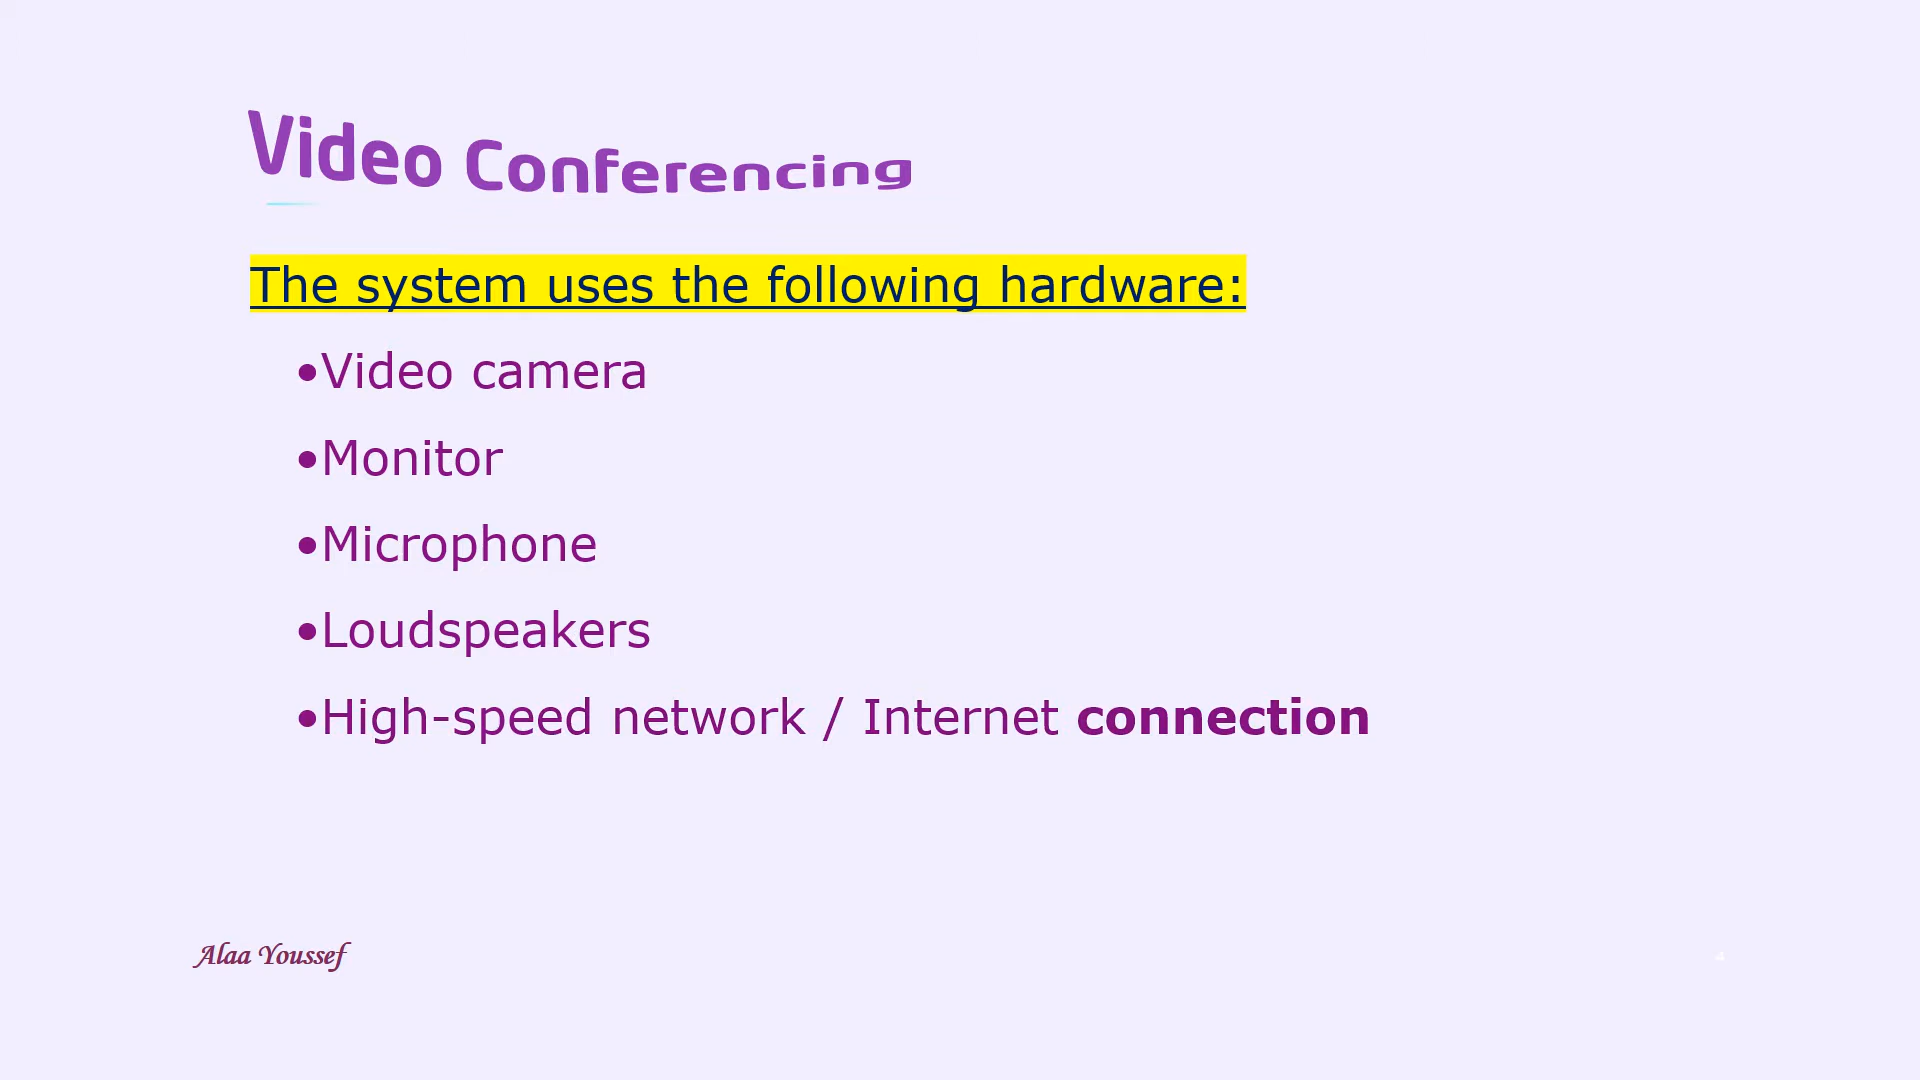 Video Conferencing
The system uses the following hardware:
•Video camera
•Monitor
•Microphone
•Loudspeakers
•High-speed network / Internet connection
Alaa Youssef
4